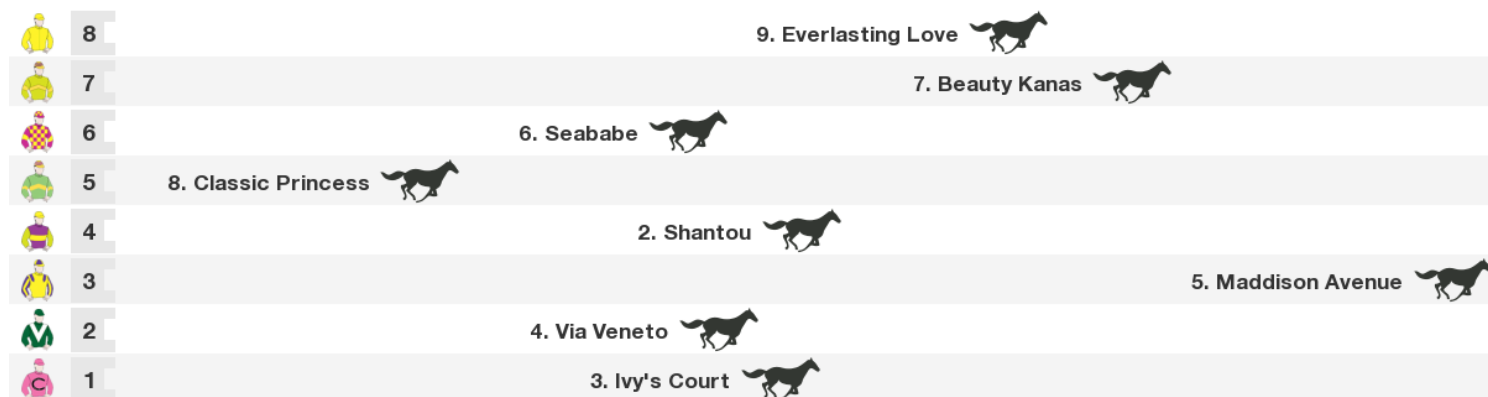 8 9. Everlasting Love
7 7. Beauty Kanas
6 6. Seababe
5 8. Classic Princess
4 2. Shantou
3 5. Maddison Avenue
2 4. Via Veneto
C 1 3. Ivy's Court